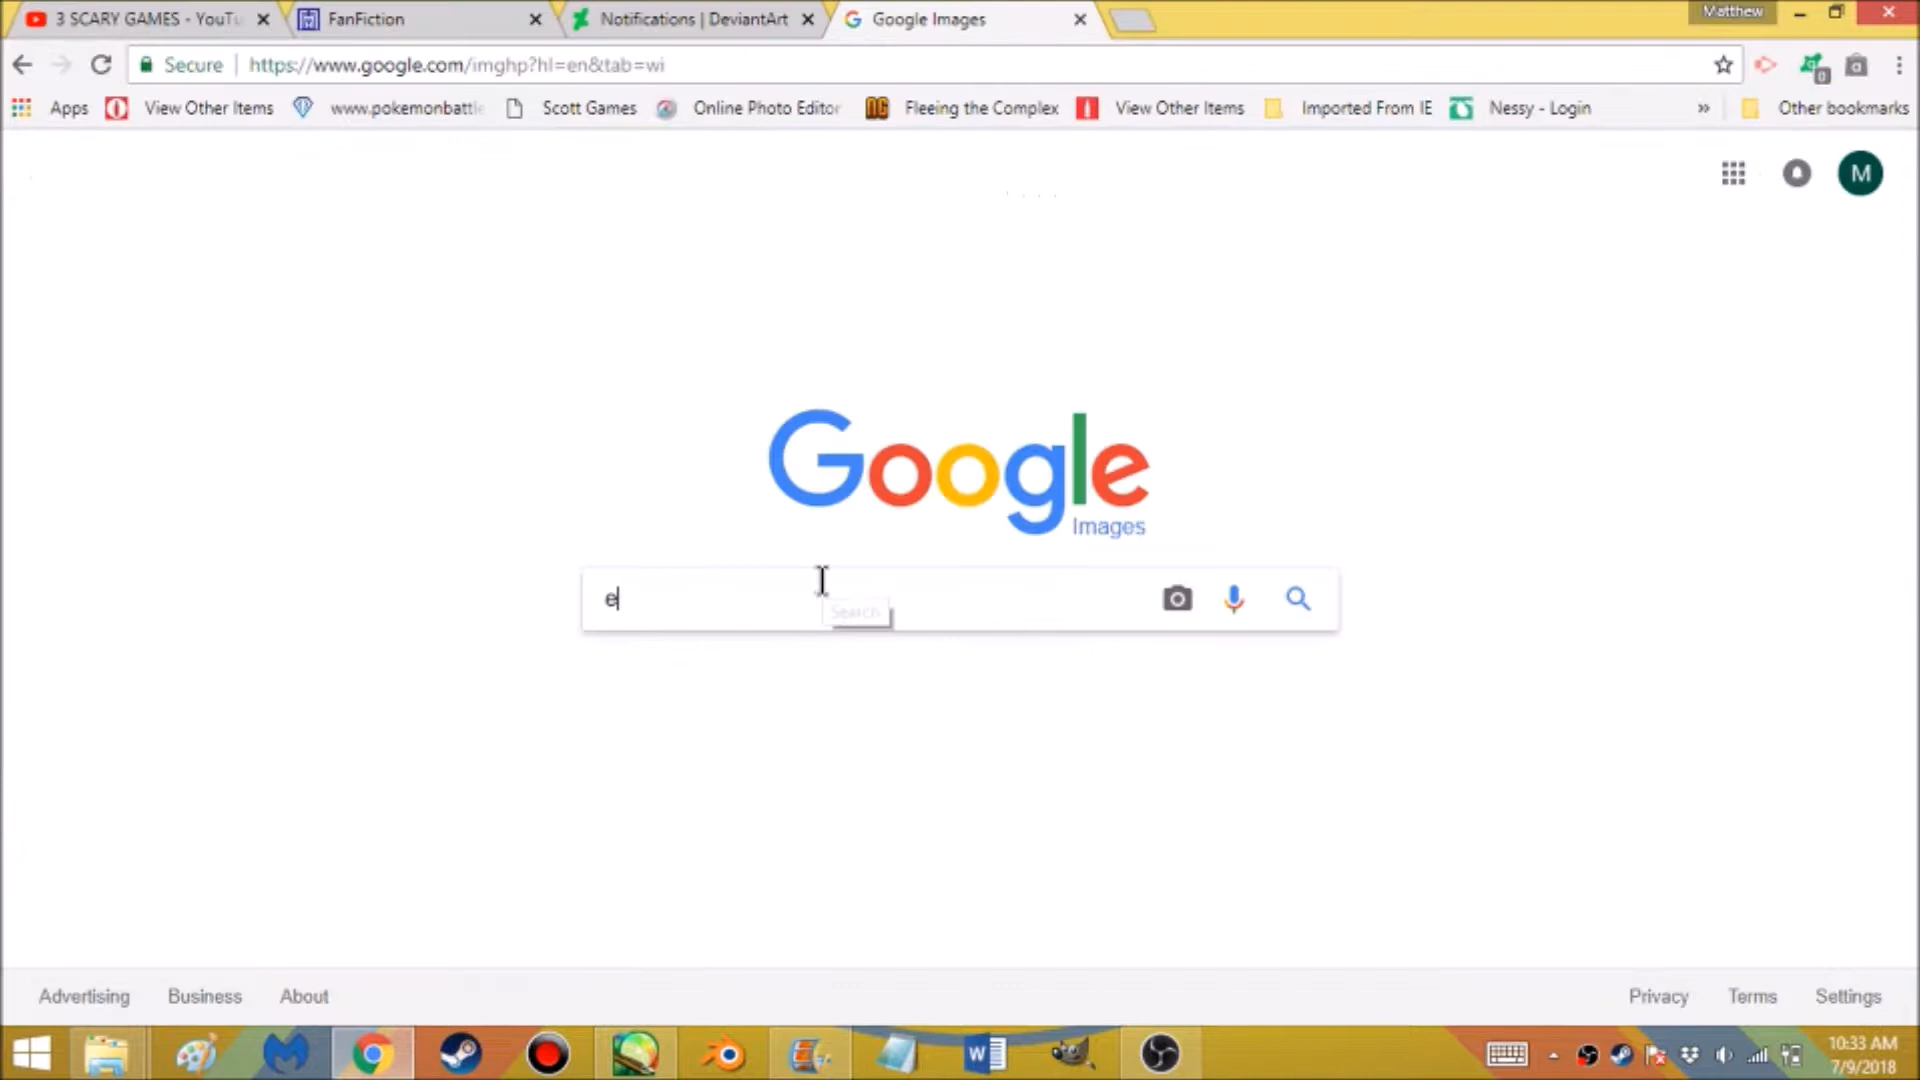 3 SCARY GAMES - YouTu
FanFiction
Notifications | DeviantArt
Google Images
Matthew
Secure
https://www.google.com/imghp?hl=en&tab=wi
0
Apps
View Other Items
www.pokemonbattle
Scott Games
Online Photo Editor
Fleeing the Complex
View Other Items
Imported From IE
Nessy - Login
»
Other bookmarks
M
Google
Images
e
Search
Advertising
Business
About
Privacy
Terms
Settings
10:33 AM
7/9/2018